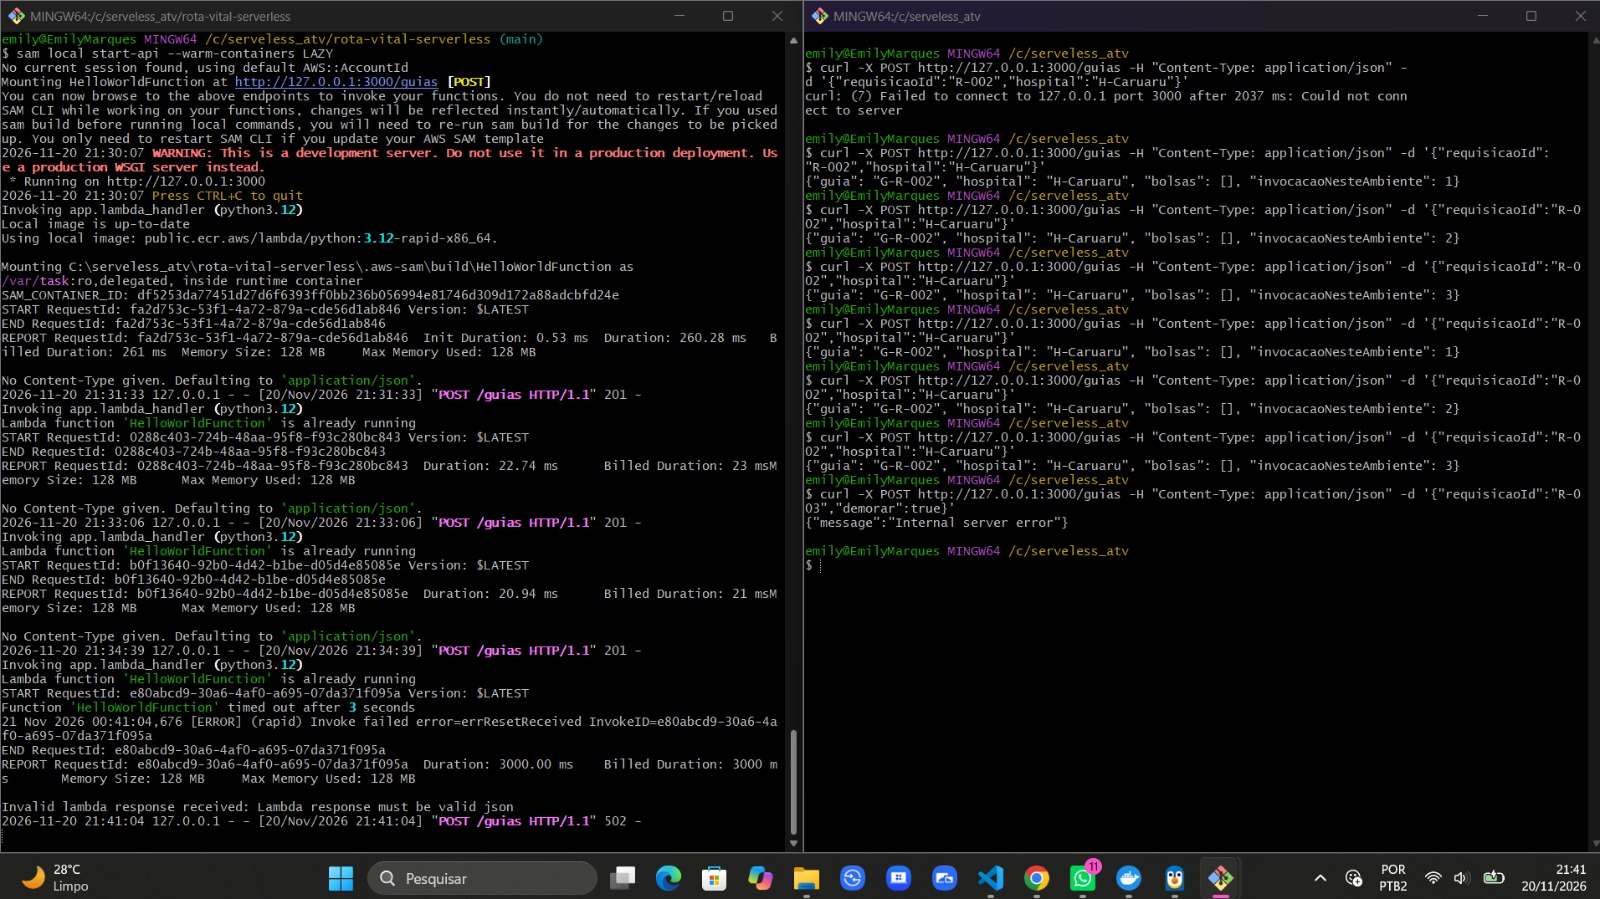 MINGW64:/c/serveless_atv/rota-vital-serverless
emily@EmilyMarques MINGW64 /c/serveless_atv/rota-vital-serverless (main)
$ sam local start-api --warm-containers LAZY
No current session found, using default AWS::AccountId
Mounting HelloWorldFunction at http://127.0.0.1:3000/guias [POST]
You can now browse to the above endpoints to invoke your functions. You do not need to restart/reload
SAM CLI while working on your functions, changes will be reflected instantly/automatically. If you used
sam build before running local commands, you will need to re-run sam build for the changes to be picked
up. You only need to restart SAM CLI if you update your AWS SAM template
2026-11-20 21:30:07 WARNING: This is a development server. Do not use it in a production deployment. Us
e a production WSGI server instead.
* Running on http://127.0.0.1:3000
2026-11-20 21:30:07 Press CTRL+C to quit
Invoking app.lambda_handler (python3.12)
Local image is up-to-date
Using local image: public.ecr.aws/lambda/python:3.12-rapid-x86_64.
Mounting C:\serveless_atv\rota-vital-serverless\.aws-sam\build\HelloWorldFunction as
/var/task:ro,delegated, inside runtime container
SAM_CONTAINER_ID: df5253da77451d27d6f6393ff0bb236b056994e81746d309d172a88adcbfd24e
START RequestId: fa2d753c-53f1-4a72-879a-cde56d1ab846 Version: $LATEST
END RequestId: fa2d753c-53f1-4a72-879a-cde56d1ab846
REPORT RequestId: fa2d753c-53f1-4a72-879a-cde56d1ab846 Init Duration: 0.53 ms Duration: 260.28 ms B
illed Duration: 261 ms Memory Size: 128 MB Max Memory Used: 128 MB
No Content-Type given. Defaulting to 'application/json'.
2026-11-20 21:31:33 127.0.0.1 - - [20/Nov/2026 21:31:33] "POST /guias HTTP/1.1" 201 -
Invoking app.lambda_handler (python3.12)
Lambda function 'HelloWorldFunction' is already running
START RequestId: 0288c403-724b-48aa-95f8-f93c280bc843 Version: $LATEST
END RequestId: 0288c403-724b-48aa-95f8-f93c280bc843
REPORT RequestId: 0288c403-724b-48aa-95f8-f93c280bc843 Duration: 22.74 ms Billed Duration: 23 msM
emory Size: 128 MB Max Memory Used: 128 MB
No Content-Type given. Defaulting to 'application/json'.
2026-11-20 21:33:06 127.0.0.1 - - [20/Nov/2026 21:33:06] "POST /guias HTTP/1.1" 201 -
Invoking app.lambda_handler (python3.12)
Lambda function 'HelloWorldFunction' is already running
START RequestId: b0f13640-92b0-4d42-b1be-d05d4e85085e Version: $LATEST
END RequestId: b0f13640-92b0-4d42-b1be-d05d4e85085e
REPORT RequestId: b0f13640-92b0-4d42-b1be-d05d4e85085e Duration: 20.94 ms Billed Duration: 21 msM
emory Size: 128 MB Max Memory Used: 128 MB
No Content-Type given. Defaulting to 'application/json'.
2026-11-20 21:34:39 127.0.0.1 - - [20/Nov/2026 21:34:39] "POST /guias HTTP/1.1" 201 -
Invoking app.lambda_handler (python3.12)
Lambda function 'HelloWorldFunction' is already running
START RequestId: e80abcd9-30a6-4af0-a695-07da371f095a Version: $LATEST
Function 'HelloWorldFunction' timed out after 3 seconds
21 Nov 2026 00:41:04,676 [ERROR] (rapid) Invoke failed error=errResetReceived InvokeID=e80abcd9-30a6-4a
f0-a695-07da371f095a
END RequestId: e80abcd9-30a6-4af0-a695-07da371f095a
REPORT RequestId: e80abcd9-30a6-4af0-a695-07da371f095a Duration: 3000.00 ms Billed Duration: 3000 m
s Memory Size: 128 MB Max Memory Used: 128 MB
Invalid lambda response received: Lambda response must be valid json
2026-11-20 21:41:04 127.0.0.1 - - [20/Nov/2026 21:41:04] "POST /guias HTTP/1.1" 502 -
MINGW64:/c/serveless_atv
emily@EmilyMarques MINGW64 /c/serveless_atv
$ curl -X POST http://127.0.0.1:3000/guias -H "Content-Type: application/json" -
d '{"requisicaoId":"R-002","hospital":"H-Caruaru"}'
curl: (7) Failed to connect to 127.0.0.1 port 3000 after 2037 ms: Could not conn
ect to server
emily@EmilyMarques MINGW64 /c/serveless_atv
$ curl -X POST http://127.0.0.1:3000/guias -H "Content-Type: application/json" -d '{"requisicaoId":
"R-002","hospital":"H-Caruaru"}'
{"guia": "G-R-002", "hospital": "H-Caruaru", "bolsas": [], "invocacaoNesteAmbiente": 1}
emily@EmilyMarques MINGW64 /c/serveless_atv
$ curl -X POST http://127.0.0.1:3000/guias -H "Content-Type: application/json" -d '{"requisicaoId":"R-0
02","hospital":"H-Caruaru"}'
{"guia": "G-R-002", "hospital": "H-Caruaru", "bolsas": [], "invocacaoNesteAmbiente": 2}
emily@EmilyMarques MINGW64 /c/serveless_atv
$ curl -X POST http://127.0.0.1:3000/guias -H "Content-Type: application/json" -d '{"requisicaoId":"R-0
02","hospital":"H-Caruaru"}'
{"guia": "G-R-002", "hospital": "H-Caruaru", "bolsas": [], "invocacaoNesteAmbiente": 3}
emily@EmilyMarques MINGW64 /c/serveless_atv
$ curl -X POST http://127.0.0.1:3000/guias -H "Content-Type: application/json" -d '{"requisicaoId":"R-0
02","hospital":"H-Caruaru"}'
{"guia": "G-R-002", "hospital": "H-Caruaru", "bolsas": [], "invocacaoNesteAmbiente": 1}
emily@EmilyMarques MINGW64 /c/serveless_atv
$ curl -X POST http://127.0.0.1:3000/guias -H "Content-Type: application/json" -d '{"requisicaoId":"R-0
02","hospital":"H-Caruaru"}'
{"guia": "G-R-002", "hospital": "H-Caruaru", "bolsas": [], "invocacaoNesteAmbiente": 2}
emily@EmilyMarques MINGW64 /c/serveless_atv
$ curl -X POST http://127.0.0.1:3000/guias -H "Content-Type: application/json" -d '{"requisicaoId":"R-0
02","hospital":"H-Caruaru"}'
{"guia": "G-R-002", "hospital": "H-Caruaru", "bolsas": [], "invocacaoNesteAmbiente": 3}
emily@EmilyMarques MINGW64 /c/serveless_atv
$ curl -X POST http://127.0.0.1:3000/guias -H "Content-Type: application/json" -d '{"requisicaoId":"R-0
03","demorar":true}'
{"message":"Internal server error"}
emily@EmilyMarques MINGW64 /c/serveless_atv
$
28°C
Limpo
Pesquisar
11
POR
PTB2
21:41
20/11/2026